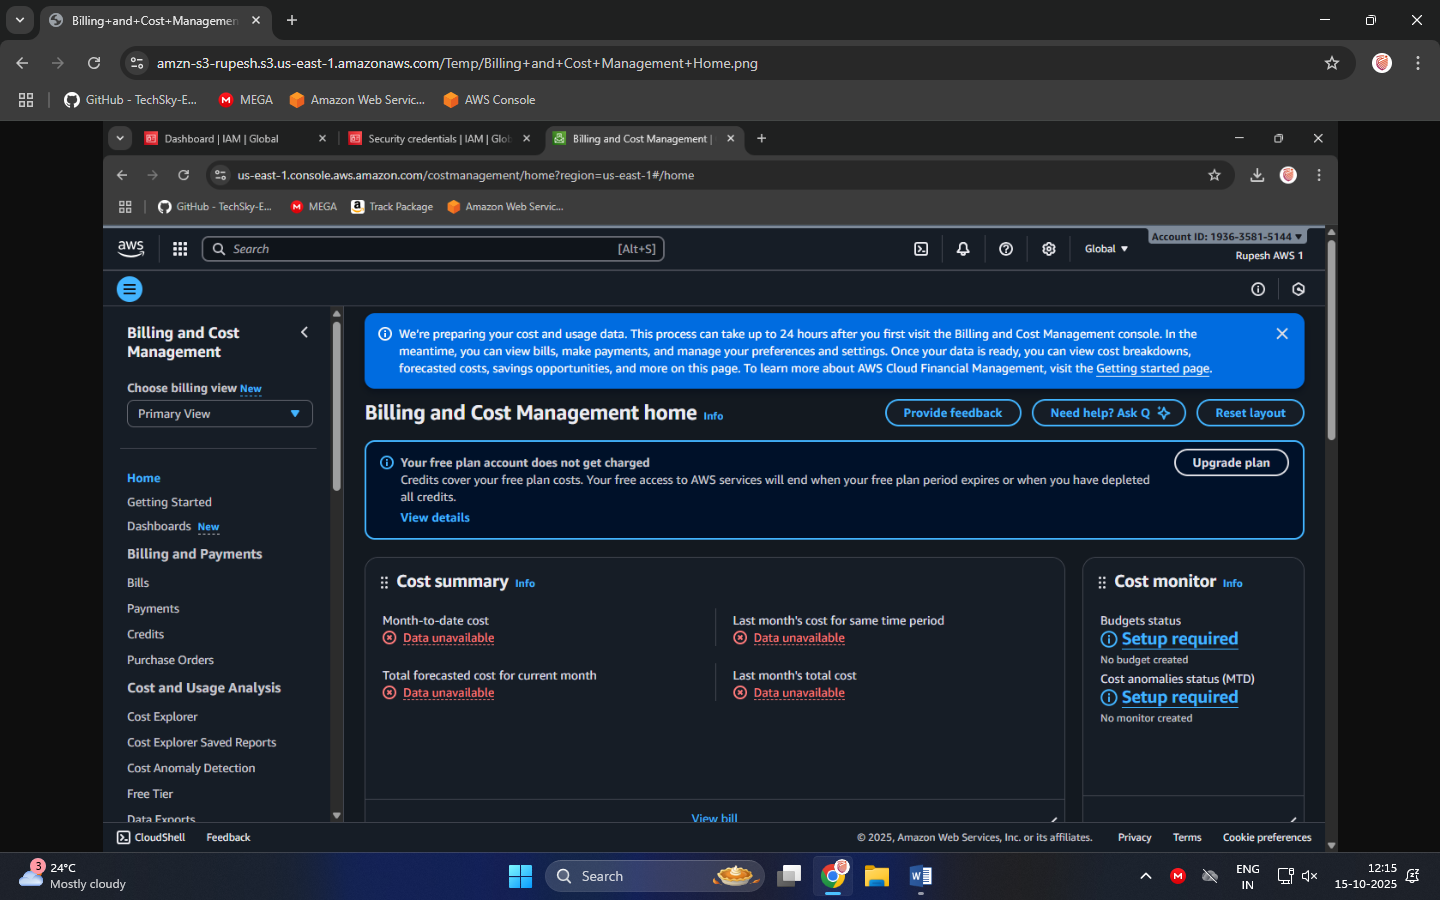 Billing+and+Cost+Managemen
amzn-s3-rupesh.s3.us-east-1.amazonaws.com/Temp/Billing+and+Cost+Management+Home.png
GitHub - TechSky-E...
MEGA
Amazon Web Servic...
AWS Console
Dashboard | IAM | Global
Security credentials | IAM | Glob
Billing and Cost Management |
us-east-1.console.aws.amazon.com/costmanagement/home?region=us-east-1#/home
GitHub - TechSky-E...
MEGA
Track Package
Amazon Web Servic...
aws
Search
[Alt+S]
Global
Account ID: 1936-3581-5144
Rupesh AWS 1
Billing and Cost
Management
Choose billing view New
Primary View
Home
Getting Started
Dashboards New
Billing and Payments
Bills
Payments
Credits
Purchase Orders
Cost and Usage Analysis
Cost Explorer
Cost Explorer Saved Reports
Cost Anomaly Detection
Free Tier
Data Exports
We're preparing your cost and usage data. This process can take up to 24 hours after you first visit the Billing and Cost Management console. In the
meantime, you can view bills, make payments, and manage your preferences and settings. Once your data is ready, you can view cost breakdowns,
forecasted costs, savings opportunities, and more on this page. To learn more about AWS Cloud Financial Management, visit the Getting started page.
Billing and Cost Management home Info
Provide feedback
Need help? Ask Q
Reset layout
Your free plan account does not get charged
Credits cover your free plan costs. Your free access to AWS services will end when your free plan period expires or when you have depleted
all credits.
View details
Upgrade plan
Cost summary Info
Month-to-date cost
Data unavailable
Last month's cost for same time period
Data unavailable
Total forecasted cost for current month
Data unavailable
Last month's total cost
Data unavailable
View bill
Cost monitor Info
Budgets status
Setup required
No budget created
Cost anomalies status (MTD)
Setup required
No monitor created
CloudShell
Feedback
© 2025, Amazon Web Services, Inc. or its affiliates.
Privacy
Terms
Cookie preferences
3
24°C
Mostly cloudy
Search
ENG
IN
12:15
15-10-2025